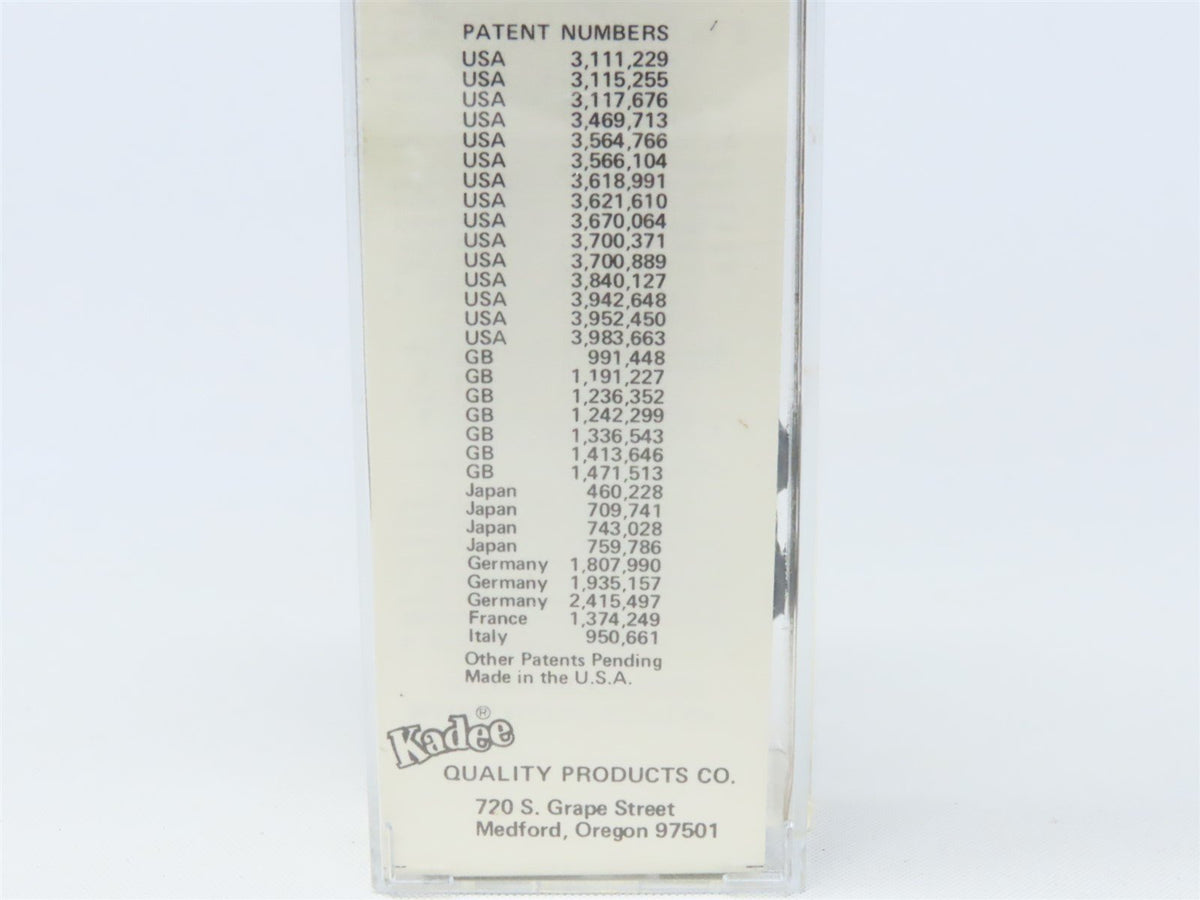 PATENT NUMBERS
USA 3,111,229
USA 3,115,255
USA 3,117,676
USA 3,469,713
USA 3,564,766
USA 3,566,104
USA 3,618,991
USA 3,621,610
USA 3,670,064
USA 3,700,371
USA 3,700,889
USA 3,840,127
USA 3,942,648
USA 3,952,450
USA 3,983,663
GB 991,448
GB 1,191,227
GB 1,236,352
GB 1,242,299
GB 1,336,543
GB 1,413,646
GB 1,471,513
Japan 460,228
Japan 709,741
Japan 743,028
Japan 759,786
Germany 1,807,990
Germany 1,935,157
Germany 2,415,497
France 1,374,249
Italy 950,661
Other Patents Pending
Made in the U.S.A.
Kadee®
QUALITY PRODUCTS CO.
720 S. Grape Street
Medford, Oregon 97501